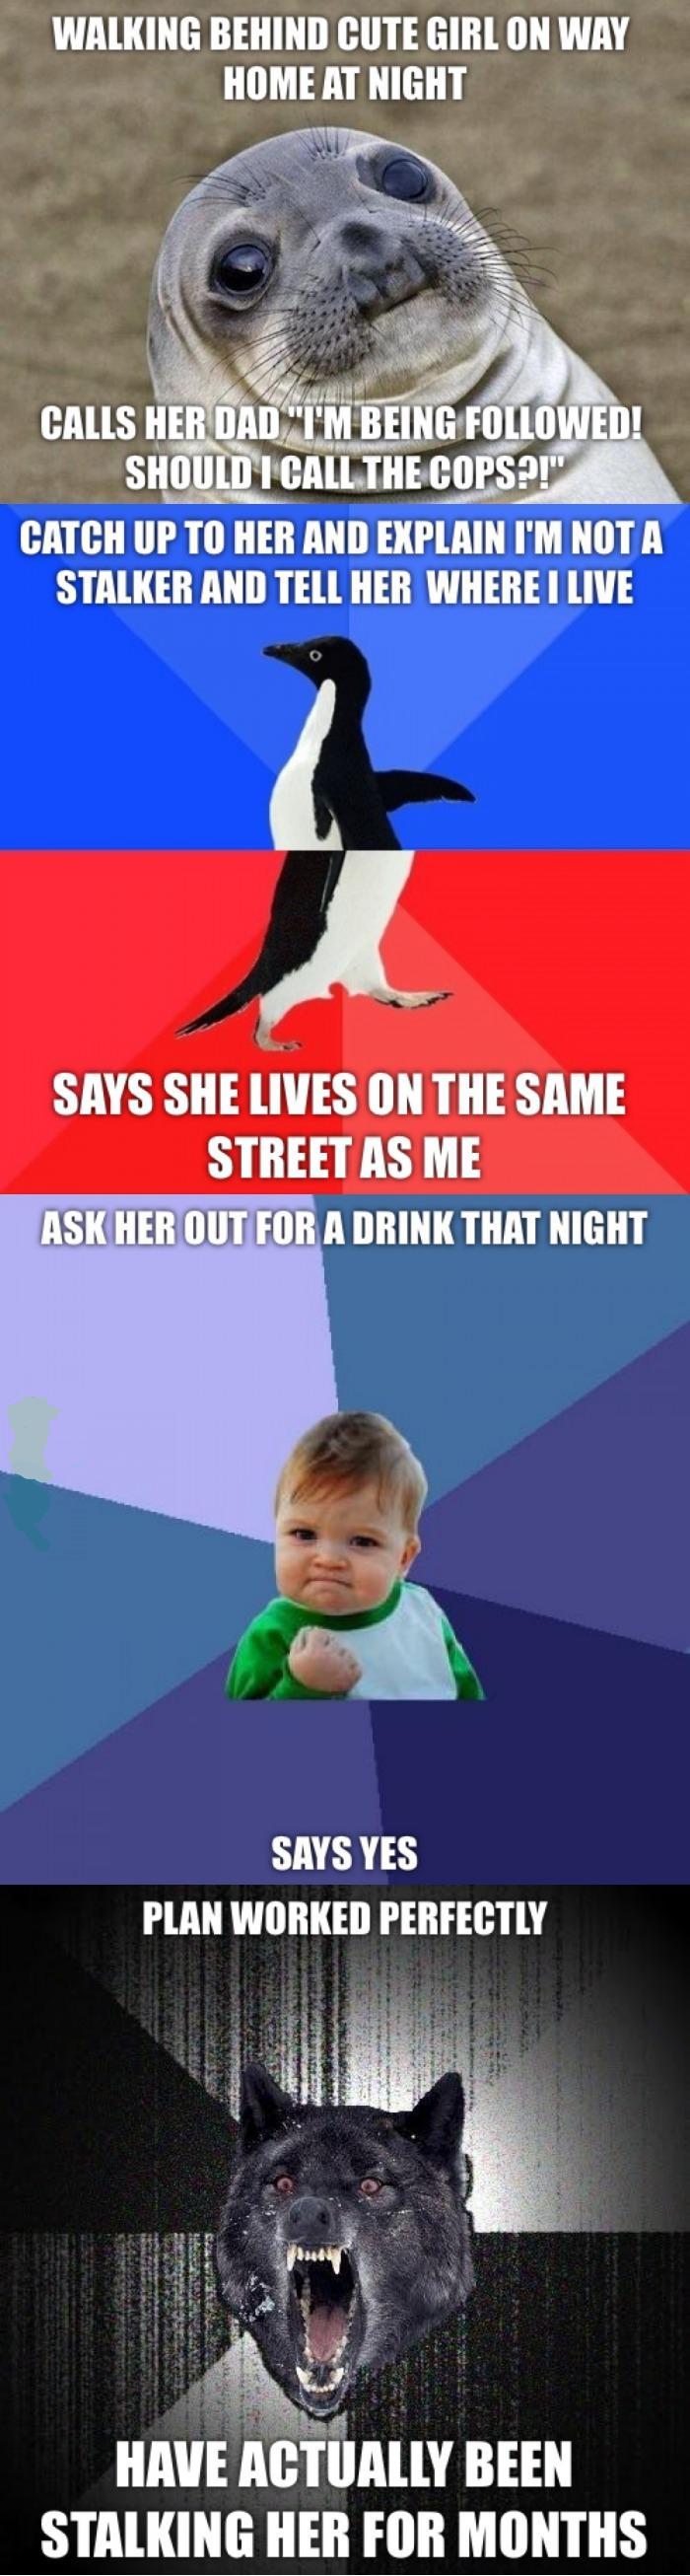 WALKING BEHIND CUTE GIRL ON WAY
HOME AT NIGHT
CALLS HER DAD "I'M BEING FOLLOWED!
SHOULD I CALL THE COPS?!"
CATCH UP TO HER AND EXPLAIN I'M NOT A
STALKER AND TELL HER WHERE I LIVE
SAYS SHE LIVES ON THE SAME
STREET AS ME
ASK HER OUT FOR A DRINK THAT NIGHT
SAYS YES
PLAN WORKED PERFECTLY
HAVE ACTUALLY BEEN
STALKING HER FOR MONTHS